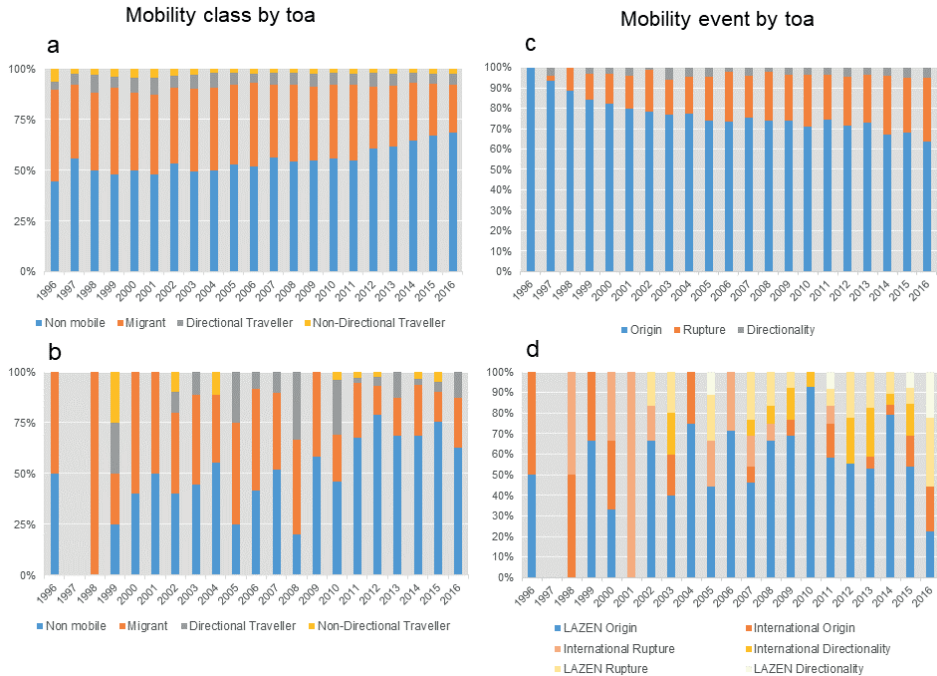 Mobility class by toa
Mobility event by toa
a
100%
75%
50%
25%
0%
1996 1997 1998 1999 2000 2001 2002 2003 2004 2005 2006 2007 2008 2009 2010 2011 2012 2013 2014 2015 2016
Non mobile Migrant Directional Traveller Non-Directional Traveller
c
100%
90%
80%
70%
60%
50%
40%
30%
20%
10%
0%
1996 1997 1998 1999 2000 2001 2002 2003 2004 2005 2006 2007 2008 2009 2010 2011 2012 2013 2014 2015 2016
Origin Rupture Directionality
b
100%
75%
50%
25%
0%
1996 1997 1998 1999 2000 2001 2002 2003 2004 2005 2006 2007 2008 2009 2010 2011 2012 2013 2014 2015 2016
Non mobile Migrant Directional Traveller Non-Directional Traveller
d
100%
90%
80%
70%
60%
50%
40%
30%
20%
10%
0%
1996 1997 1998 1999 2000 2001 2002 2003 2004 2005 2006 2007 2008 2009 2010 2011 2012 2013 2014 2015 2016
LAZEN Origin International Origin
International Rupture International Directionality
LAZEN Rupture LAZEN Directionality